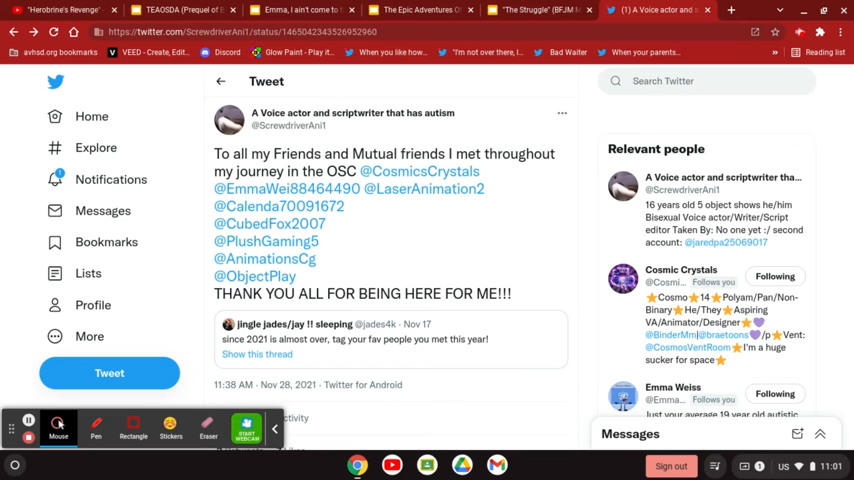 "Herobrine's Revenge"
TEAOSDA (Prequel of B
Emma, I ain't come to
The Epic Adventures O
"The Struggle" (BFJM M
(1) A Voice actor and s
https://twitter.com/ScrewdriverAni1/status/1465042343526952960
avhsd.org bookmarks
VEED - Create, Edit...
Discord
Glow Paint - Play it...
When you like how...
"I'm not over there, I...
Bad Waiter
When your parents...
»
Reading list
Home
Explore
1
Notifications
Messages
Bookmarks
Lists
Profile
More
Tweet
Tweet
A Voice actor and scriptwriter that has autism
@ScrewdriverAni1
To all my Friends and Mutual friends I met throughout
my journey in the OSC @CosmicsCrystals
@EmmaWei88464490 @LaserAnimation2
@Calenda70091672
@CubedFox2007
@PlushGaming5
@AnimationsCg
@ObjectPlay
THANK YOU ALL FOR BEING HERE FOR ME!!!
jingle jades/jay !! sleeping @jades4k · Nov 17
since 2021 is almost over, tag your fav people you met this year!
Show this thread
11:38 AM · Nov 28, 2021 · Twitter for Android
Search Twitter
Relevant people
A Voice actor and scriptwriter tha...
@ScrewdriverAni1
16 years old 5 object shows he/him
Bisexual Voice actor/Writer/Script
editor Taken By: No one yet :/ second
account: @jaredpa25069017
Cosmic Crystals
@Cosmi... Follows you
Following
Cosmo 14 Polyam/Pan/Non-
Binary He/They Aspiring
VA/Animator/Designer
@BinderMm|@braetoons /p Vent:
@CosmosVentRoom I'm a huge
sucker for space
Emma Weiss
@Emma... Follows you
Following
Just your average 19 year old autistic
Messages
Mouse
Pen
Rectangle
Stickers
Eraser
START
WEBCAM
Sign out
1
US
11:01